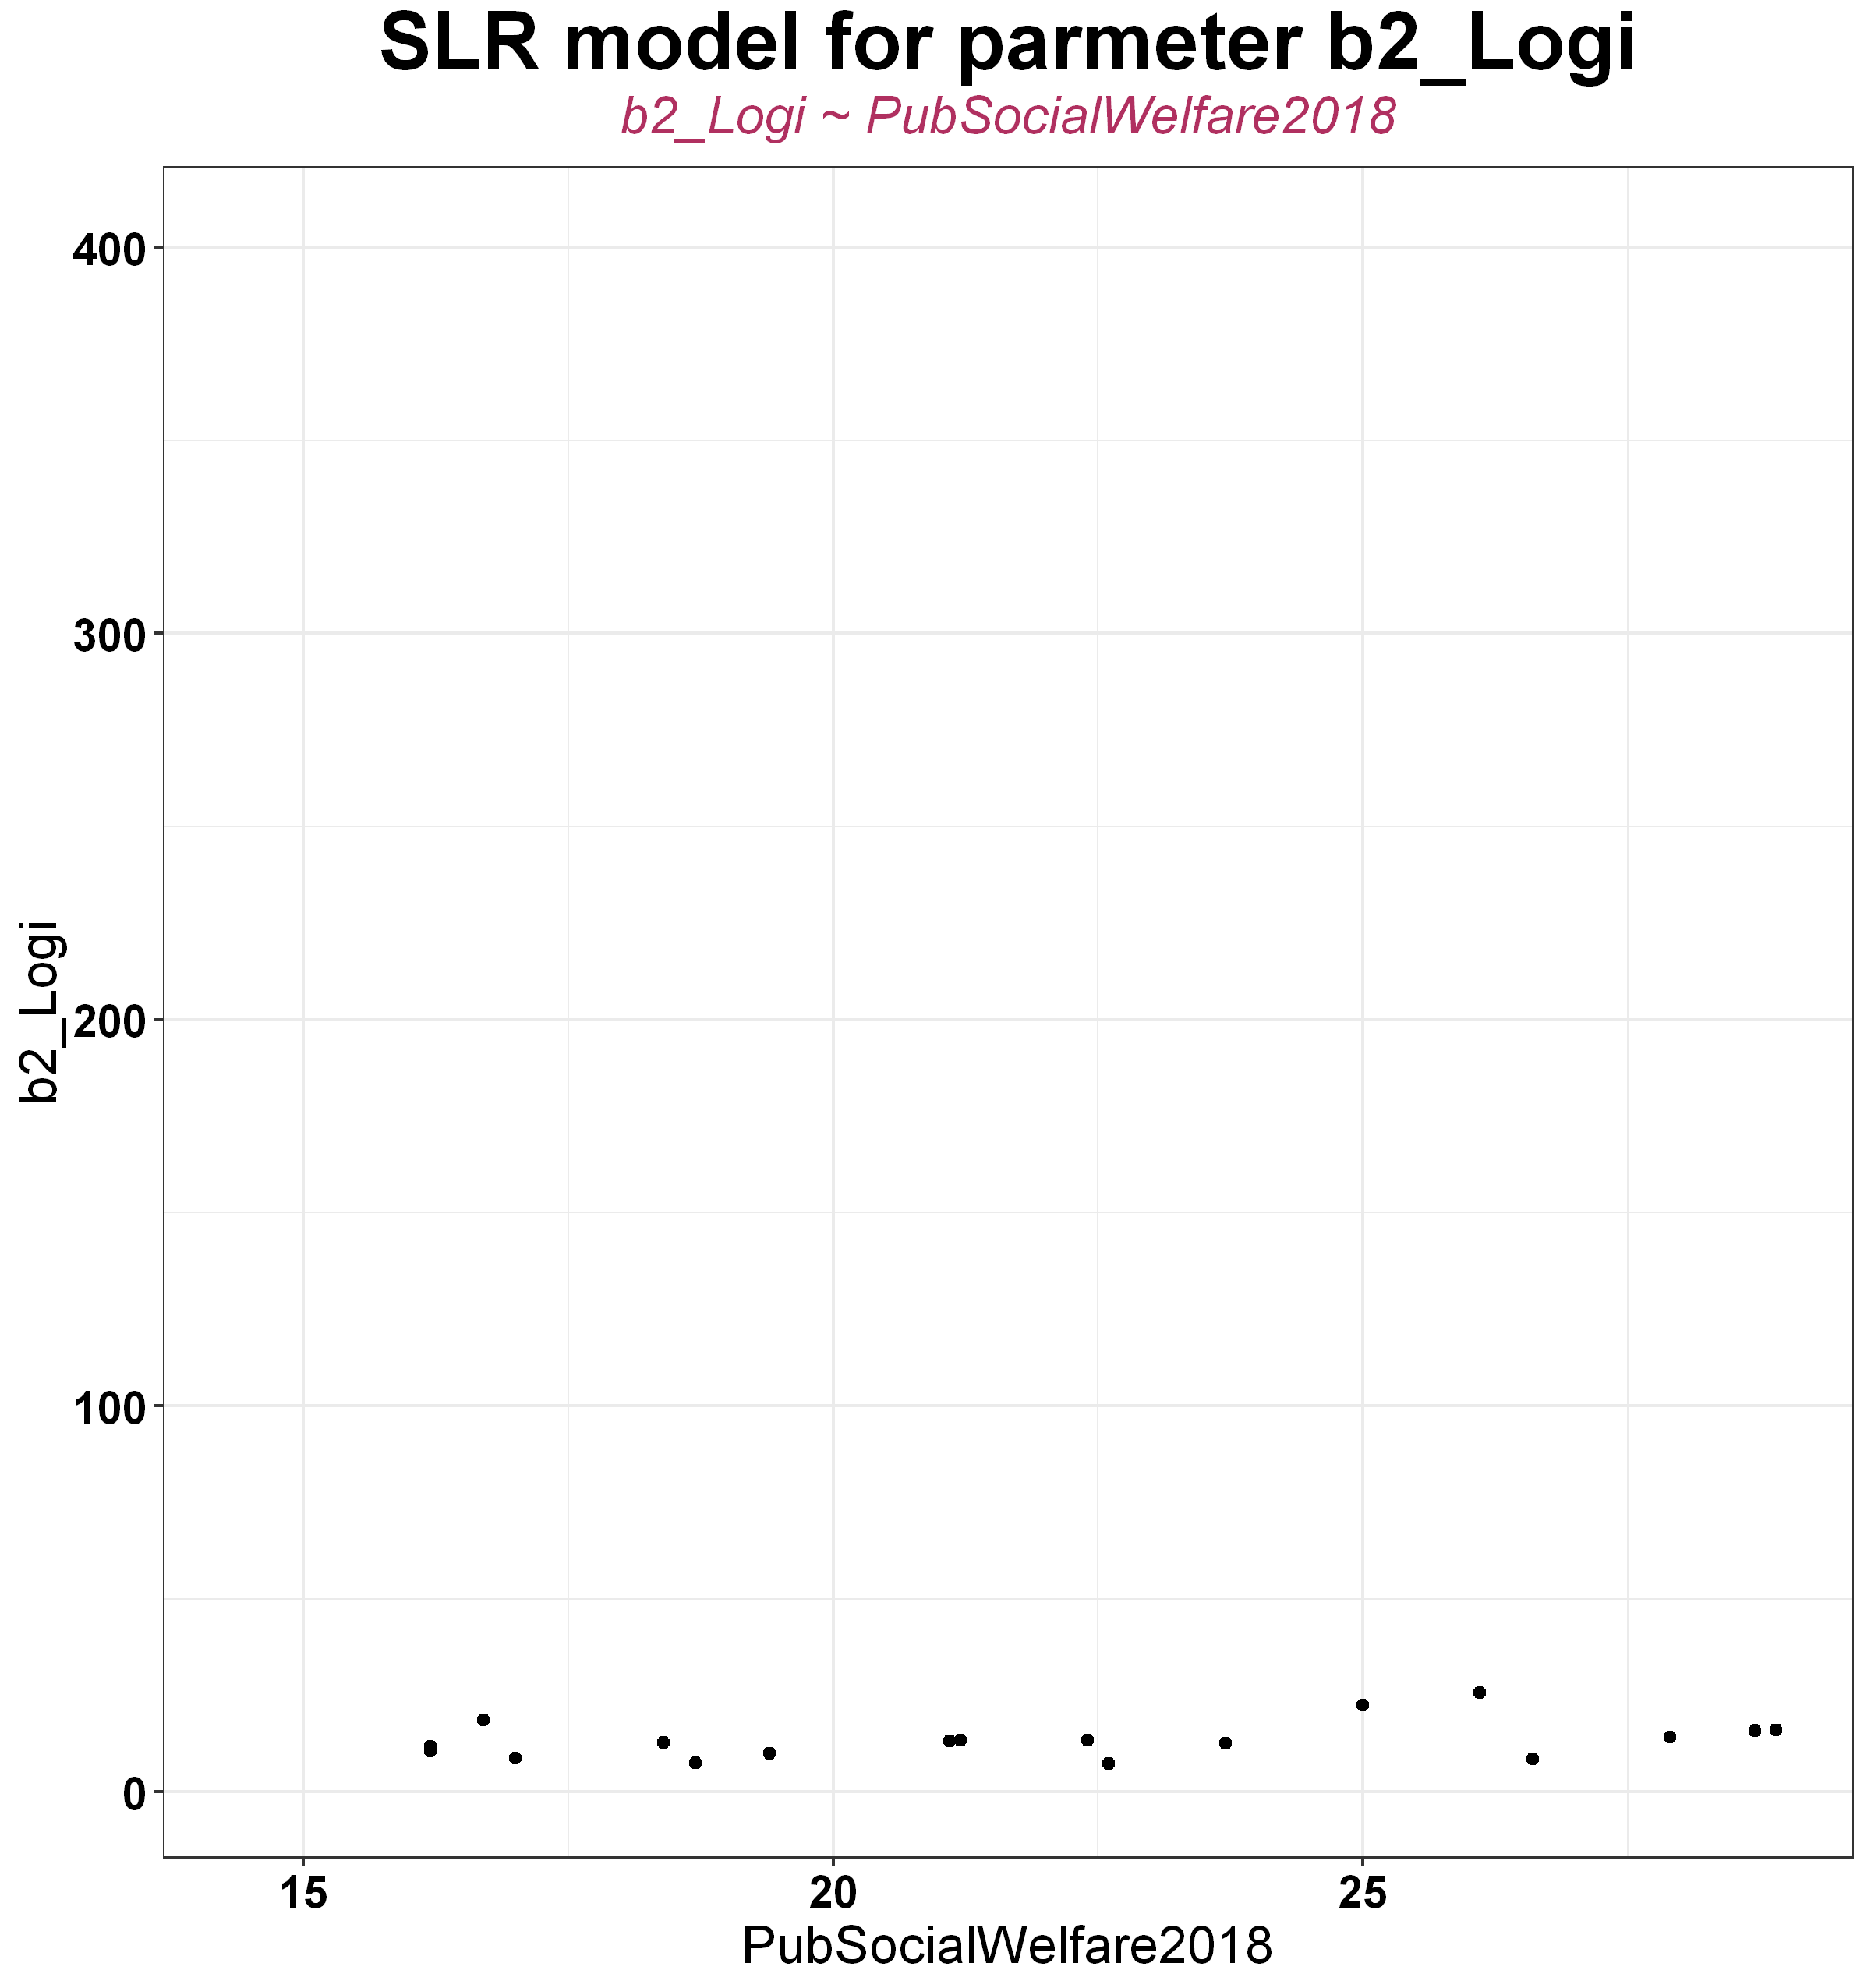 SLR model for parmeter b2_Logi
b2_Logi ~ PubSocialWelfare2018
400
300
200
100
0
b2_Logi
15
20
25
PubSocialWelfare2018